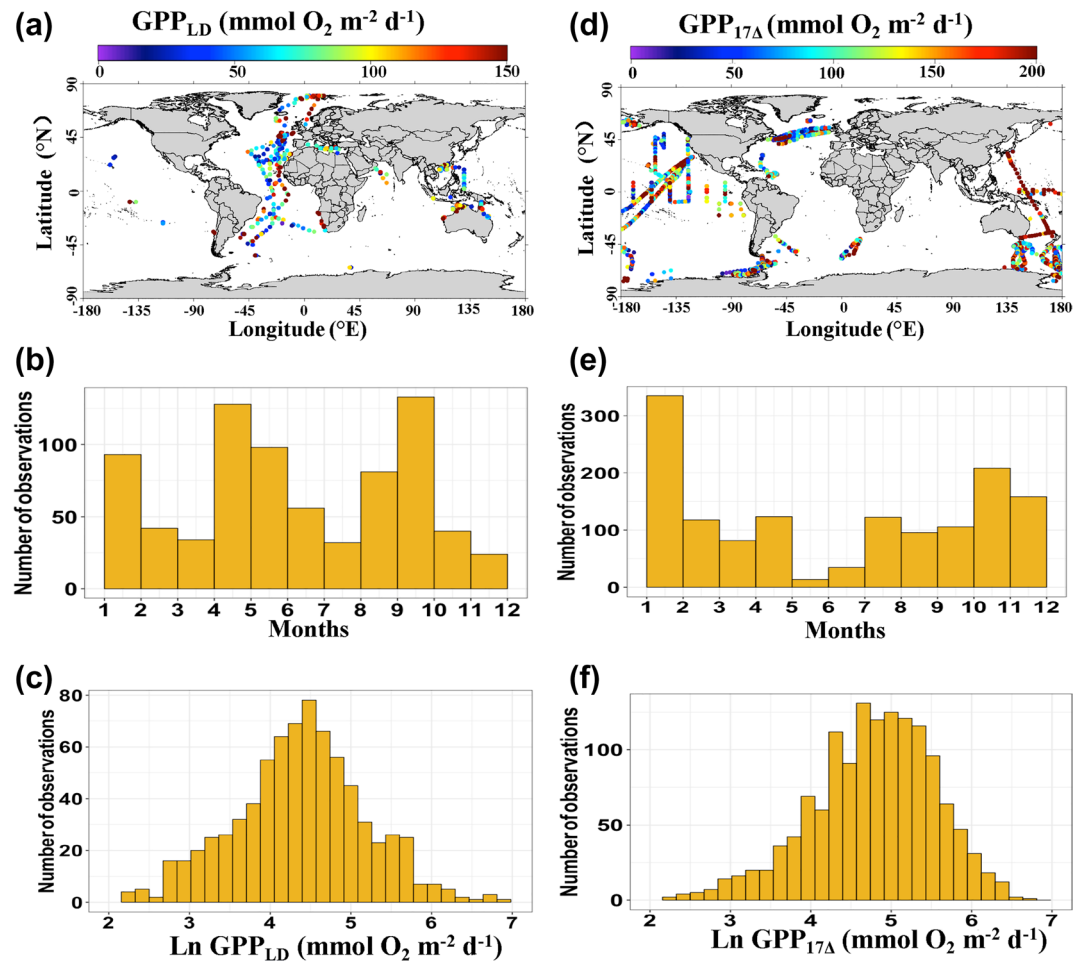 (a)
GPP_LD (mmol O₂ m⁻² d⁻¹)
0 50 100 150
90
45
0
-45
-90
Latitude (°N)
-180 -135 -90 -45 0 45 90 135 180
Longitude (°E)
(d)
GPP_17Δ (mmol O₂ m⁻² d⁻¹)
0 50 100 150 200
90
45
0
-45
-90
Latitude (°N)
-180 -135 -90 -45 0 45 90 135 180
Longitude (°E)
(b)
Number of observations
100
50
0
1 2 3 4 5 6 7 8 9 10 11 12
Months
(e)
Number of observations
300
200
100
0
1 2 3 4 5 6 7 8 9 10 11 12
Months
(c)
Number of observations
80
60
40
20
0
2 3 4 5 6 7
Ln GPP_LD (mmol O₂ m⁻² d⁻¹)
(f)
Number of observations
100
50
0
2 3 4 5 6 7
Ln GPP_17Δ (mmol O₂ m⁻² d⁻¹)